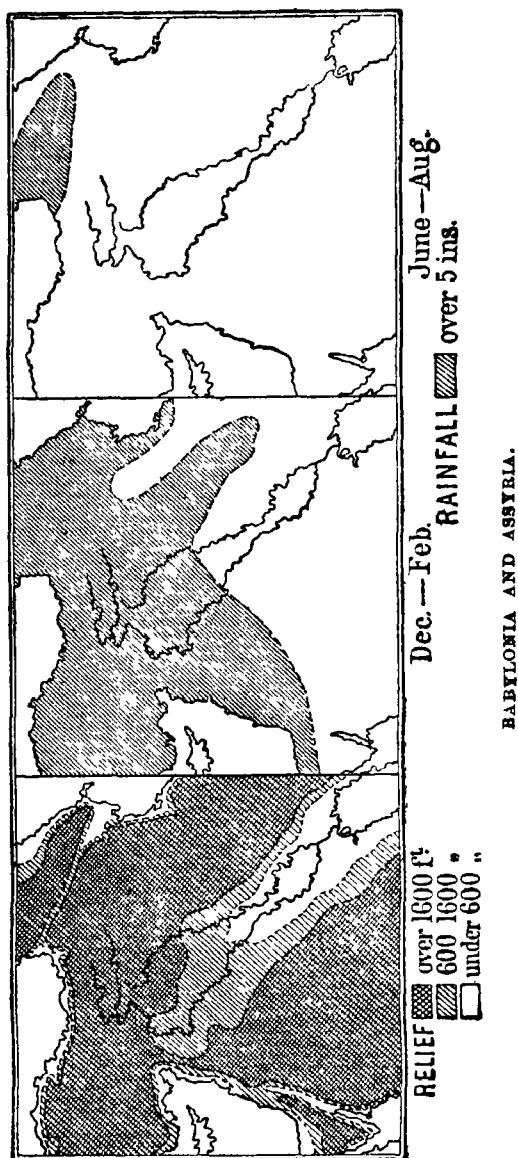 RELIEF over 1600 ft.
600 1600 „
under 600 „
Dec.—Feb.
June—Aug.
RAINFALL over 5 ins.
BABYLONIA AND ASSYRIA.